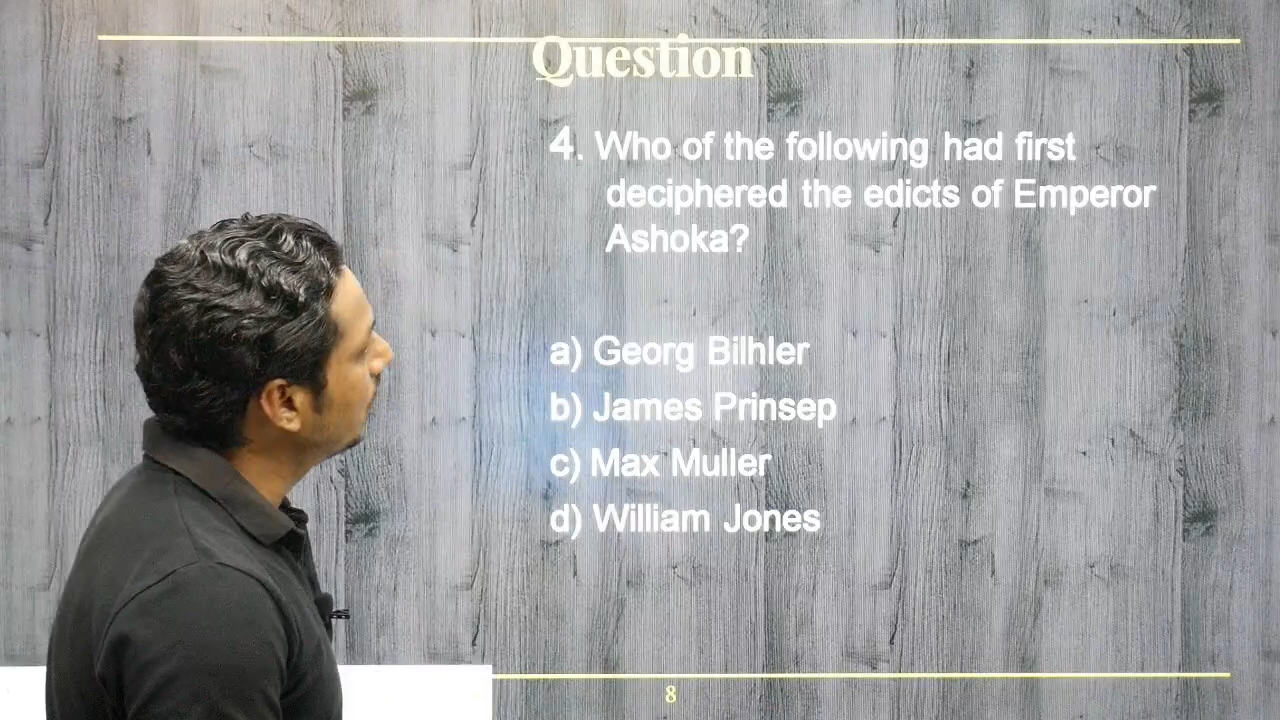 Question
4. Who of the following had first
deciphered the edicts of Emperor
Ashoka?
a) Georg Bilhler
b) James Prinsep
c) Max Muller
d) William Jones
8